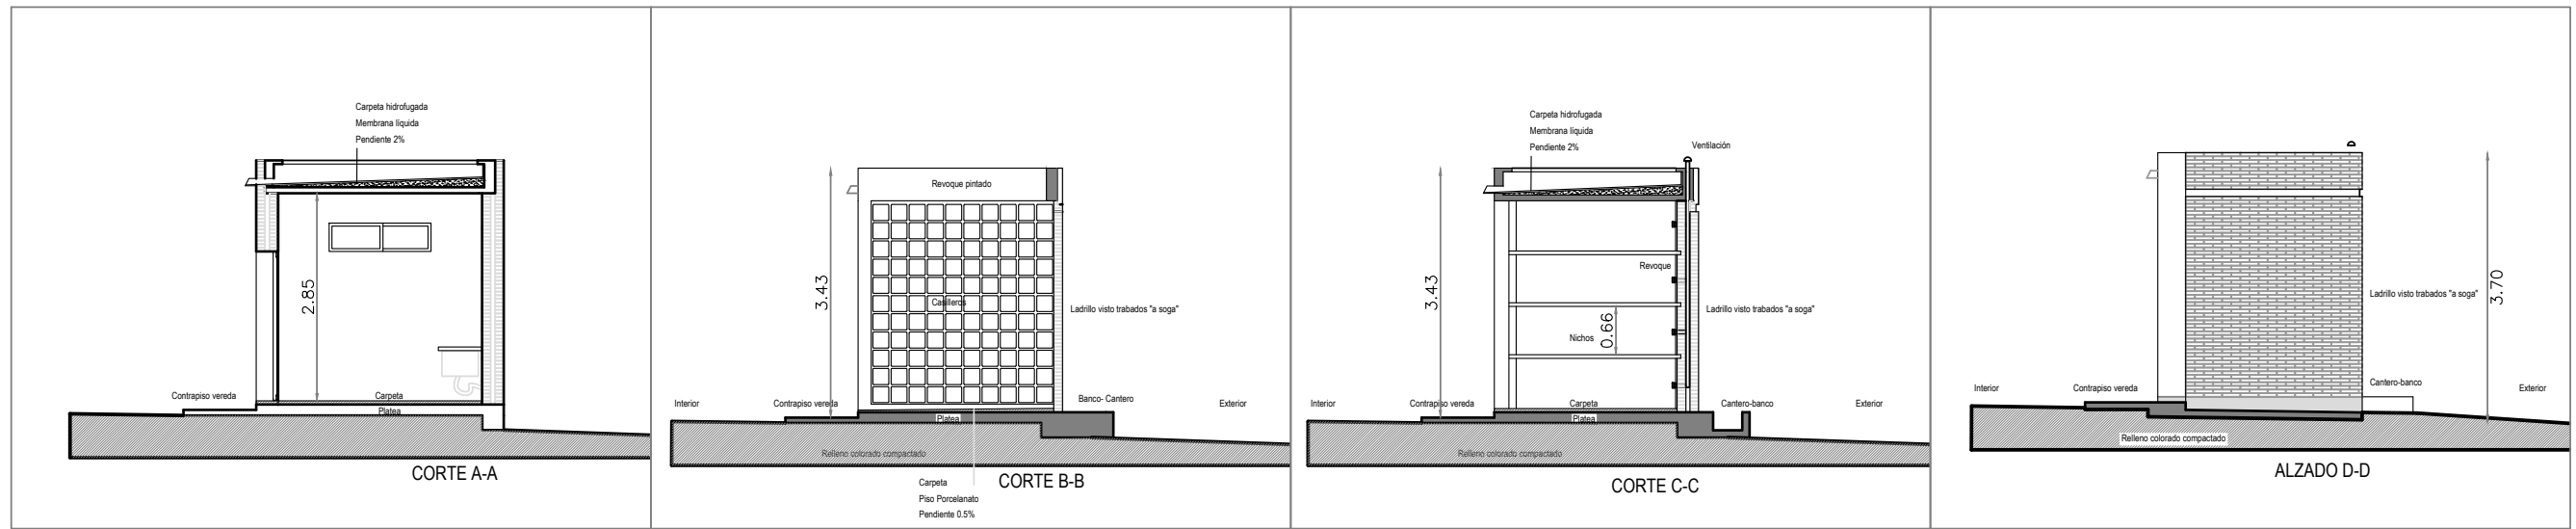 Carpeta hidrofugada
Membrana líquida
Pendiente 2%
2.85
Contrapiso vereda
Carpeta
Platea
CORTE A-A
Revoque pintado
3.43
Casilleros
Ladrillo visto trabados "a soga"
Interior
Contrapiso vereda
Banco- Cantero
Exterior
Platea
Relleno colorado compactado
Carpeta
Piso Porcelanato
Pendiente 0.5%
CORTE B-B
Carpeta hidrofugada
Membrana líquida
Pendiente 2%
Ventilación
3.43
Revoque
Ladrillo visto trabados "a soga"
0.66
Nichos
Interior
Contrapiso vereda
Carpeta
Cantero-banco
Exterior
Platea
Relleno colorado compactado
CORTE C-C
Ladrillo visto trabados "a soga"
3.70
Interior
Contrapiso vereda
Cantero-banco
Exterior
Relleno colorado compactado
ALZADO D-D